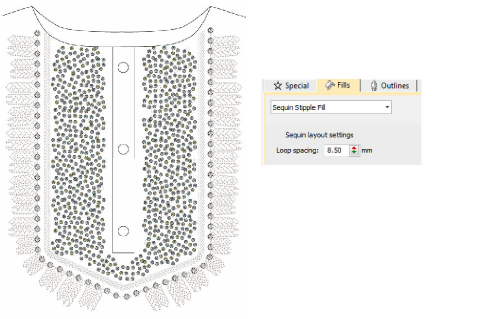 Special Fills Outlines
Sequin Stipple Fill
Sequin layout settings
Loop spacing: 8.50 mm